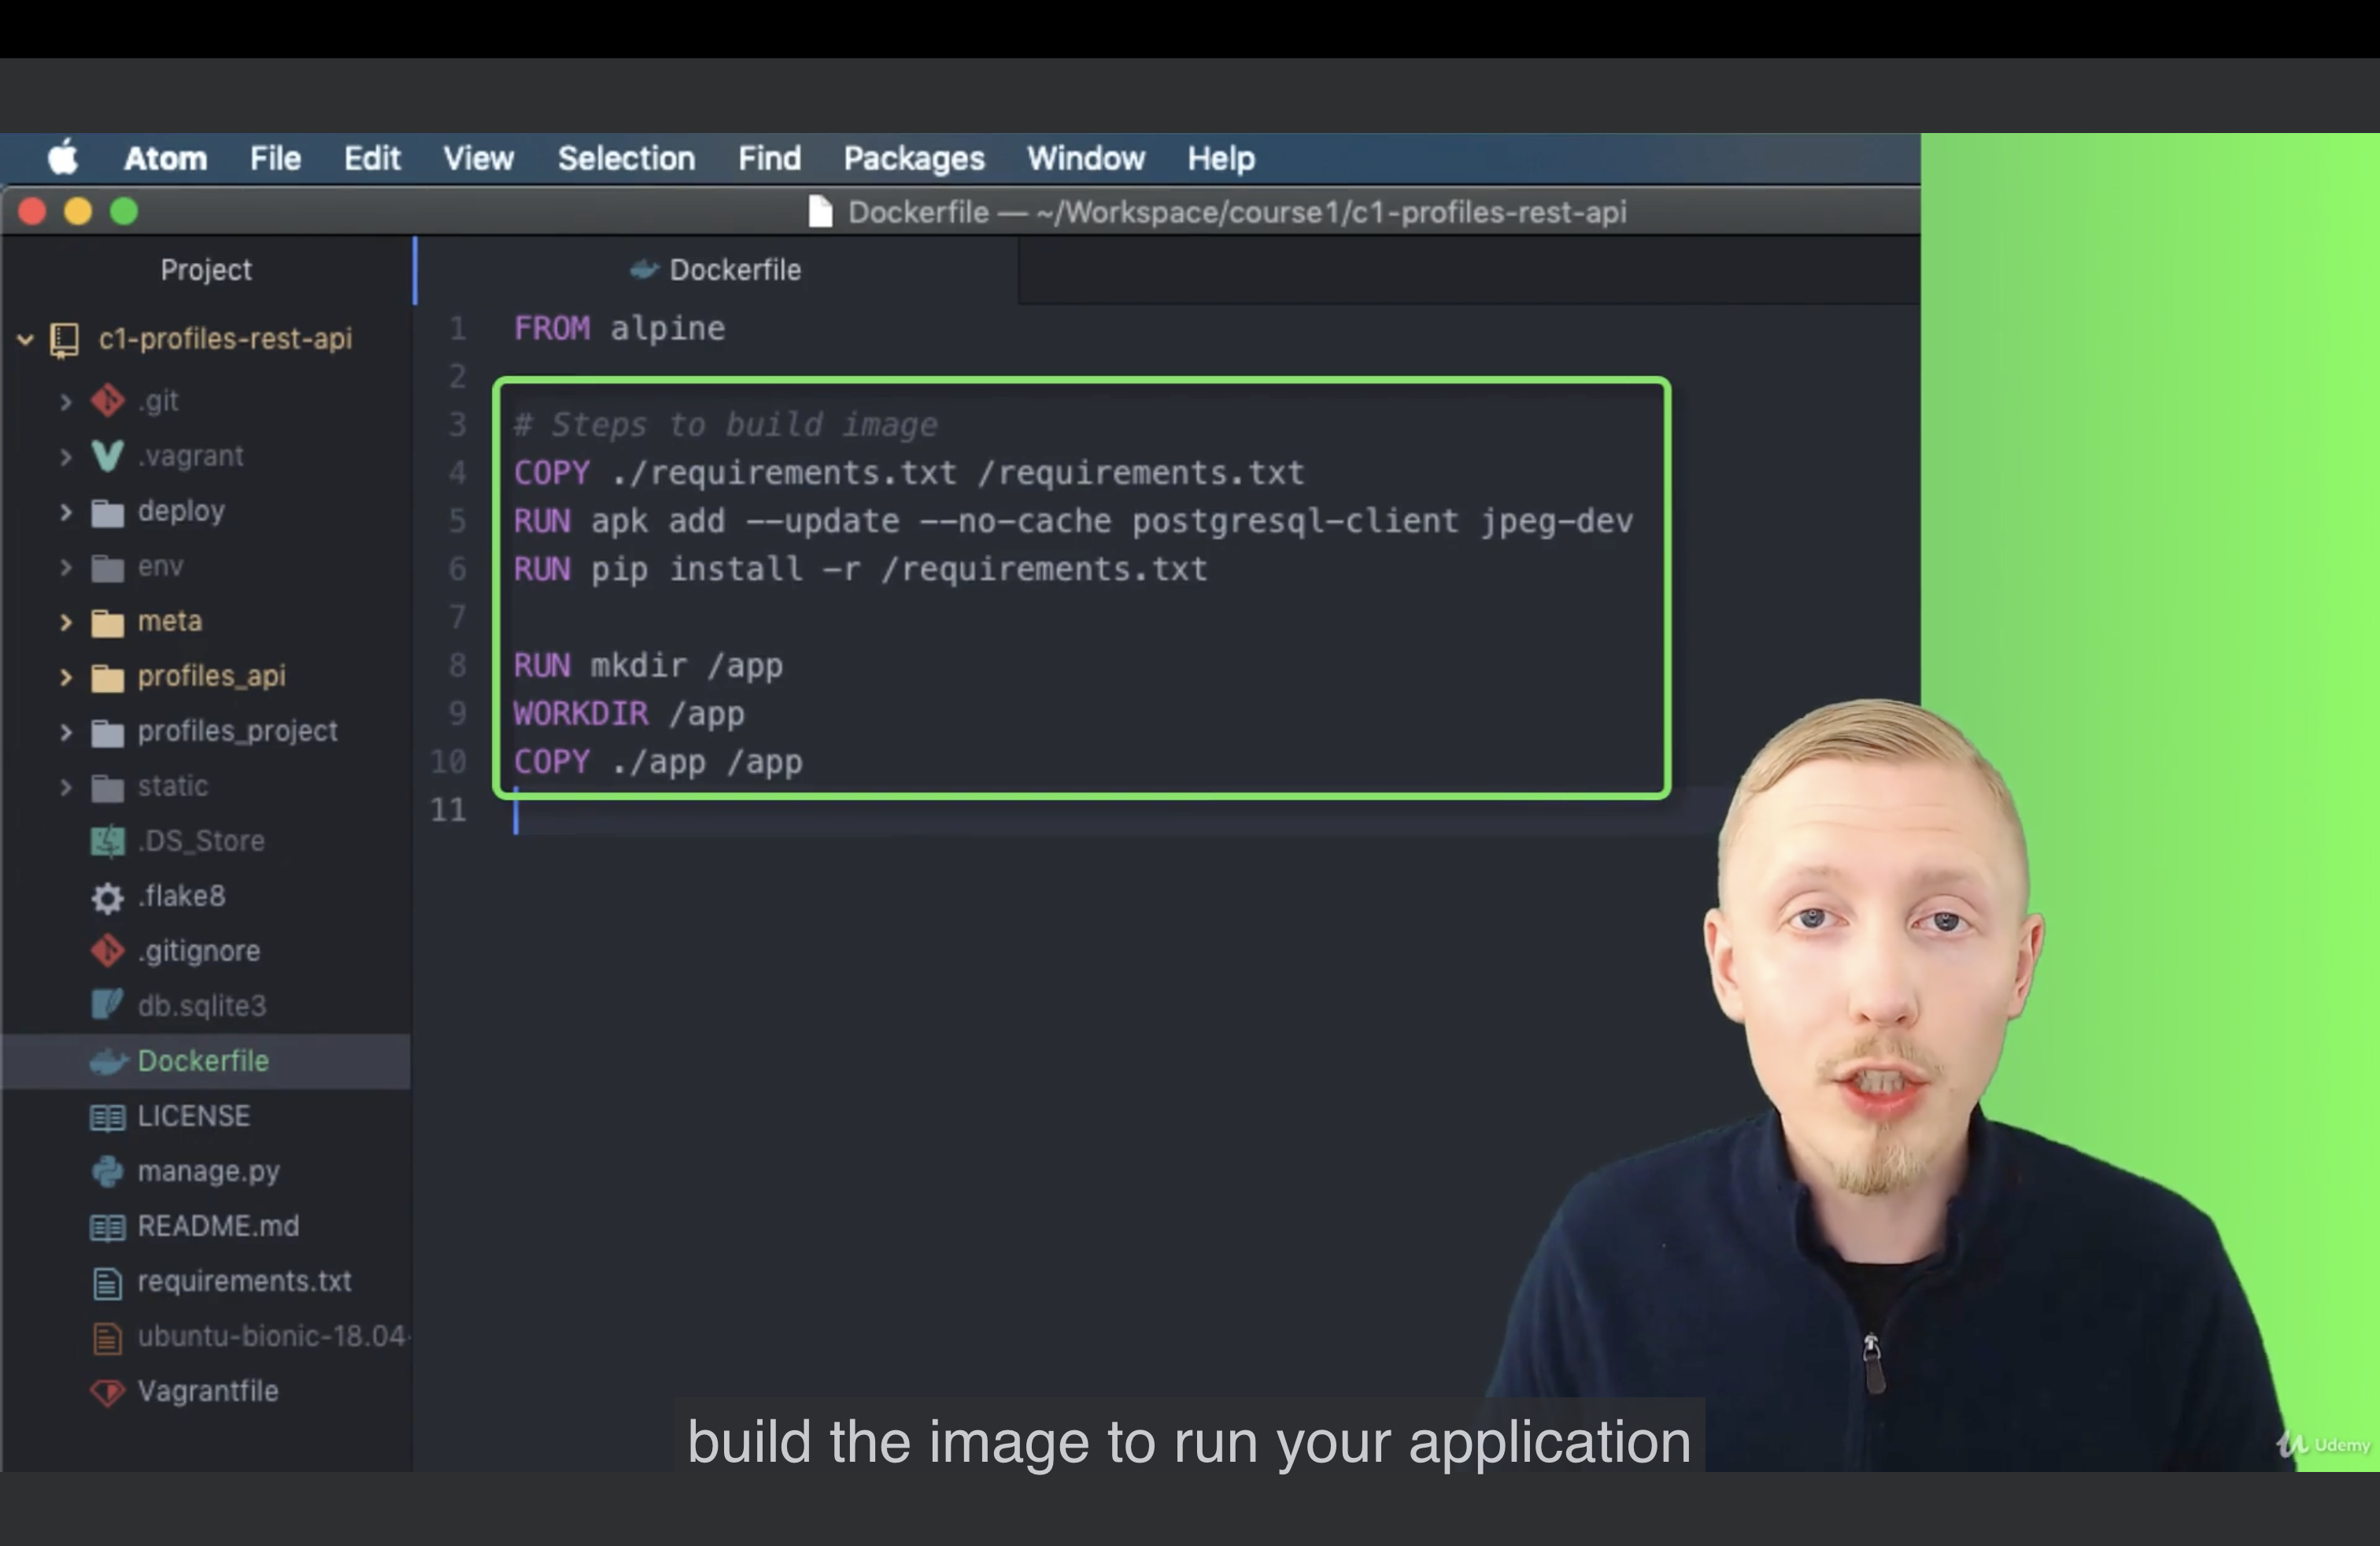 Atom File Edit View Selection Find Packages Window Help
Dockerfile — ~/Workspace/course1/c1-profiles-rest-api
Project
Dockerfile
c1-profiles-rest-api
.git
.vagrant
deploy
env
meta
profiles_api
profiles_project
static
.DS_Store
.flake8
.gitignore
db.sqlite3
Dockerfile
LICENSE
manage.py
README.md
requirements.txt
ubuntu-bionic-18.04-
Vagrantfile
1 FROM alpine
2
3 # Steps to build image
4 COPY ./requirements.txt /requirements.txt
5 RUN apk add --update --no-cache postgresql-client jpeg-dev
6 RUN pip install -r /requirements.txt
7
8 RUN mkdir /app
9 WORKDIR /app
10 COPY ./app /app
11
build the image to run your application
Udemy